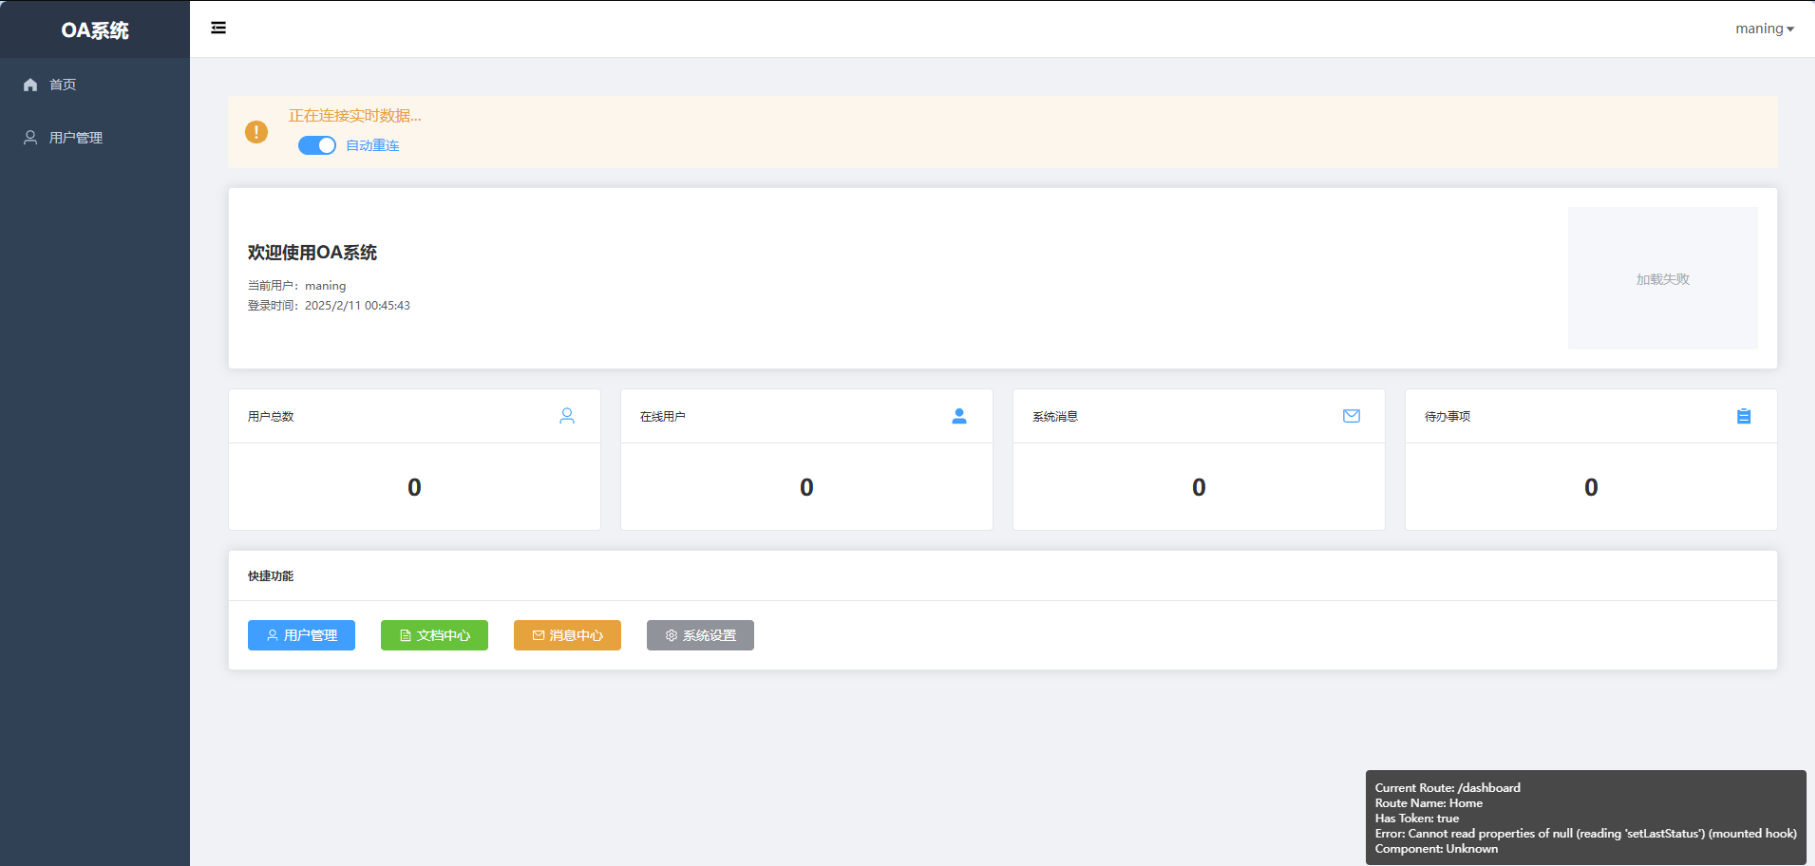 OA系统
maning
首页
用户管理
正在连接实时数据...
自动重连
欢迎使用OA系统
当前用户：maning
登录时间：2025/2/11 00:45:43
加载失败
用户总数
0
在线用户
0
系统消息
0
待办事项
0
快捷功能
用户管理
文档中心
消息中心
系统设置
Current Route: /dashboard
Route Name: Home
Has Token: true
Error: Cannot read properties of null (reading 'setLastStatus') (mounted hook)
Component: Unknown